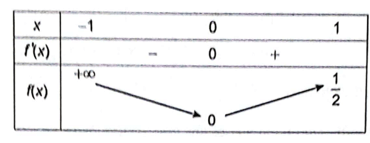 x -1 0 1
f'(x) - 0 +
f(x) +∞ 0 1/2